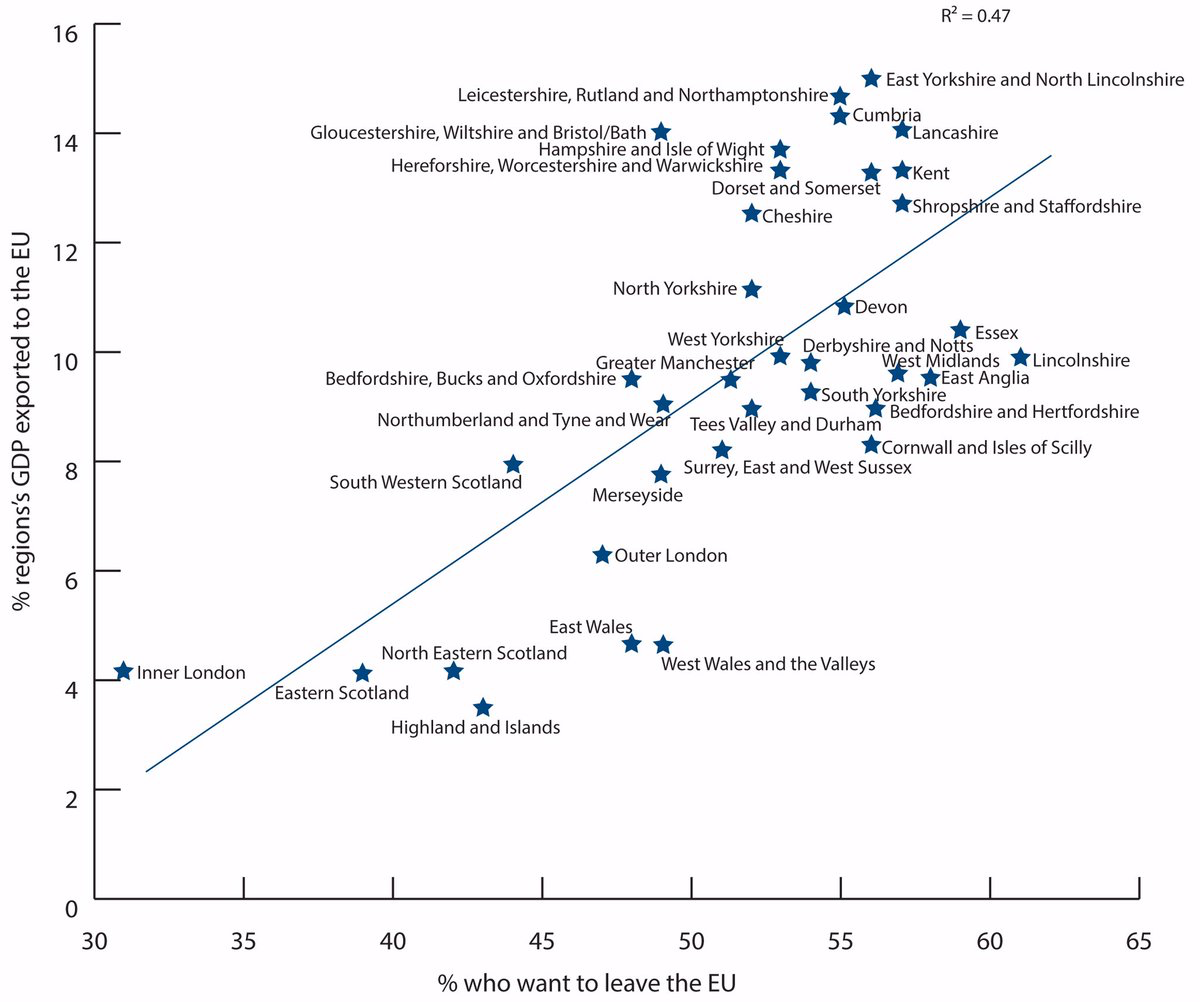 R² = 0.47
16
East Yorkshire and North Lincolnshire
Leicestershire, Rutland and Northamptonshire
Cumbria
14
Gloucestershire, Wiltshire and Bristol/Bath
Lancashire
Hampshire and Isle of Wight
Hereforshire, Worcestershire and Warwickshire
Kent
Dorset and Somerset
Shropshire and Staffordshire
Cheshire
12
North Yorkshire
Devon
Essex
West Yorkshire
Derbyshire and Notts
10
Greater Manchester
West Midlands
Lincolnshire
Bedfordshire, Bucks and Oxfordshire
East Anglia
South Yorkshire
Bedfordshire and Hertfordshire
Northumberland and Tyne and Wear
Tees Valley and Durham
Cornwall and Isles of Scilly
8
Surrey, East and West Sussex
South Western Scotland
Merseyside
Outer London
6
East Wales
North Eastern Scotland
West Wales and the Valleys
Inner London
4
Eastern Scotland
Highland and Islands
2
0
% regions's GDP exported to the EU
30 35 40 45 50 55 60 65
% who want to leave the EU